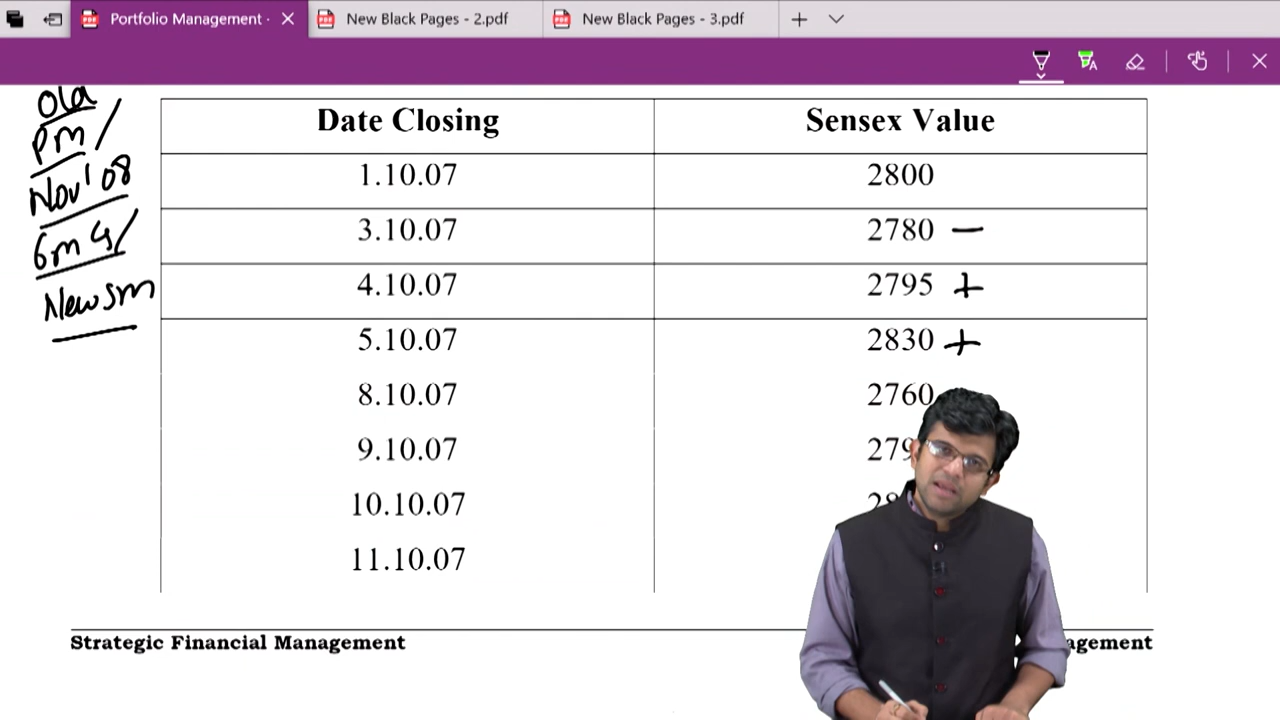 Portfolio Management ·
New Black Pages - 2.pdf
New Black Pages - 3.pdf
Old
PM/
Nov' 08
6m 4/
New SM
Date Closing Sensex Value
1.10.07 2800
3.10.07 2780 −
4.10.07 2795 +
5.10.07 2830 +
8.10.07 2760
9.10.07 279
10.10.07 28
11.10.07
Strategic Financial Management agement